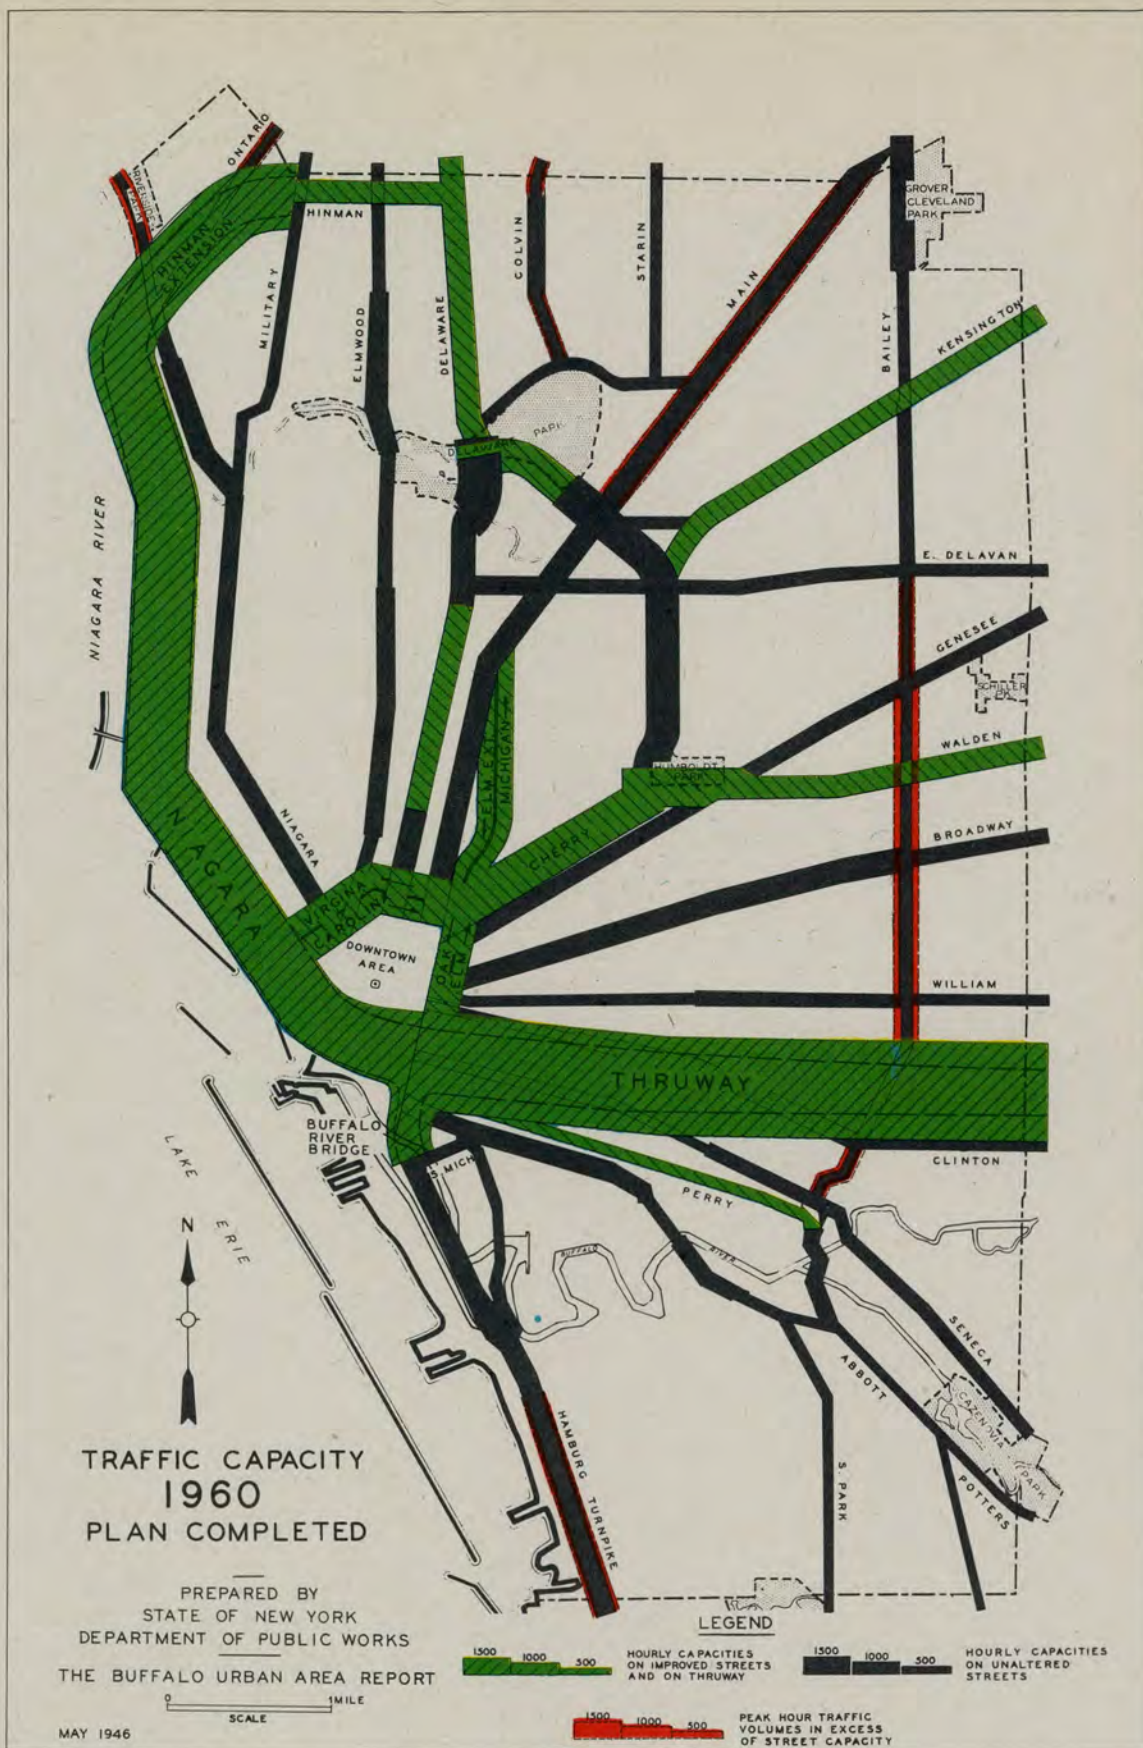 ONTARIO
RIVERSIDE
PARK
HINMAN
EXTENSION
HINMAN
MILITARY
ELMWOOD
DELAWARE
COLVIN
STARIN
MAIN
BAILEY
GROVER
CLEVELAND
PARK
KENSINGTON
DELAWARE
PARK
NIAGARA RIVER
E. DELAVAN
GENESEE
SCHILLER
PK.
WALDEN
HUMBOLDT
PARK
ELM EXT.
MICHIGAN
NIAGARA
NIAGARA
CHERRY
BROADWAY
VIRGINA
&
CAROLINA
DOWNTOWN
AREA
OAK
ELM
WILLIAM
THRUWAY
BUFFALO
RIVER
BRIDGE
S. MICH.
CLINTON
PERRY
LAKE
ERIE
BUFFALO
RIVER
N
SENECA
ABBOTT
CAZENOVIA
PARK
POTTERS
S. PARK
HAMBURG TURNPIKE
TRAFFIC CAPACITY
1960
PLAN COMPLETED
PREPARED BY
STATE OF NEW YORK
DEPARTMENT OF PUBLIC WORKS
THE BUFFALO URBAN AREA REPORT
0 1 MILE
SCALE
MAY 1946
LEGEND
1500 1000 500
HOURLY CAPACITIES
ON IMPROVED STREETS
AND ON THRUWAY
1500 1000 500
HOURLY CAPACITIES
ON UNALTERED
STREETS
1500 1000 500
PEAK HOUR TRAFFIC
VOLUMES IN EXCESS
OF STREET CAPACITY